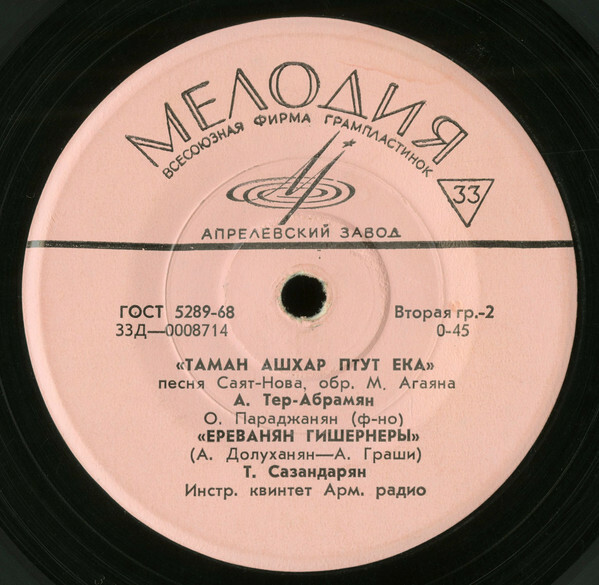 МЕЛОДИЯ
ВСЕСОЮЗНАЯ ФИРМА ГРАМПЛАСТИНОК
33
АПРЕЛЕВСКИЙ ЗАВОД
ГОСТ 5289-68 Вторая гр.-2
33Д—0008714 0-45
«ТАМАН АШХАР ПТУТ ЕКА»
песня Саят-Нова, обр. М. Агаяна
А. Тер-Абрамян
О. Параджанян (ф-но)
«ЕРЕВАНЯН ГИШЕРНЕРЫ»
(А. Долуханян—А. Граши)
Т. Сазандарян
Инстр. квинтет Арм. радио